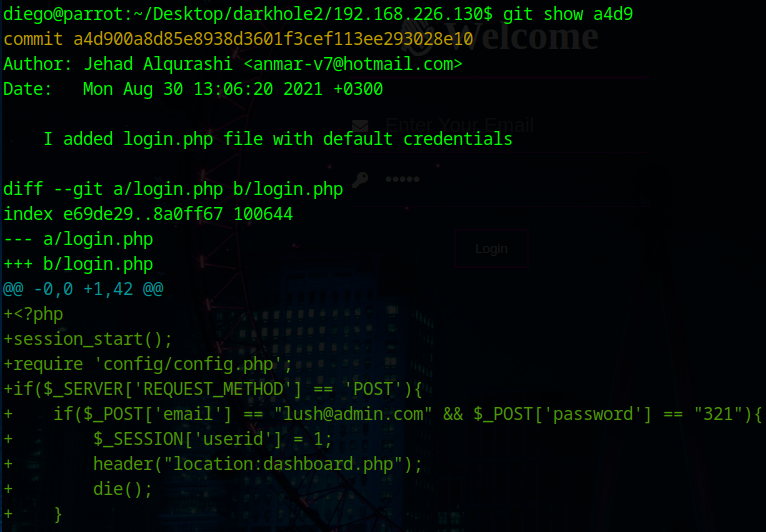 diego@parrot:~/Desktop/darkhole2/192.168.226.130$ git show a4d9
commit a4d900a8d85e8938d3601f3cef113ee293028e10
Welcome
Author: Jehad Alqurashi <anmar-v7@hotmail.com>
Date:   Mon Aug 30 13:06:20 2021 +0300
Enter Your Email
    I added login.php file with default credentials
diff --git a/login.php b/login.php
index e69de29..8a0ff67 100644
--- a/login.php
+++ b/login.php
Login
@@ -0,0 +1,42 @@
+<?php
+session_start();
+require 'config/config.php';
+if($_SERVER['REQUEST_METHOD'] == 'POST'){
+    if($_POST['email'] == "lush@admin.com" && $_POST['password'] == "321"){
+        $_SESSION['userid'] = 1;
+        header("location:dashboard.php");
+        die();
+    }